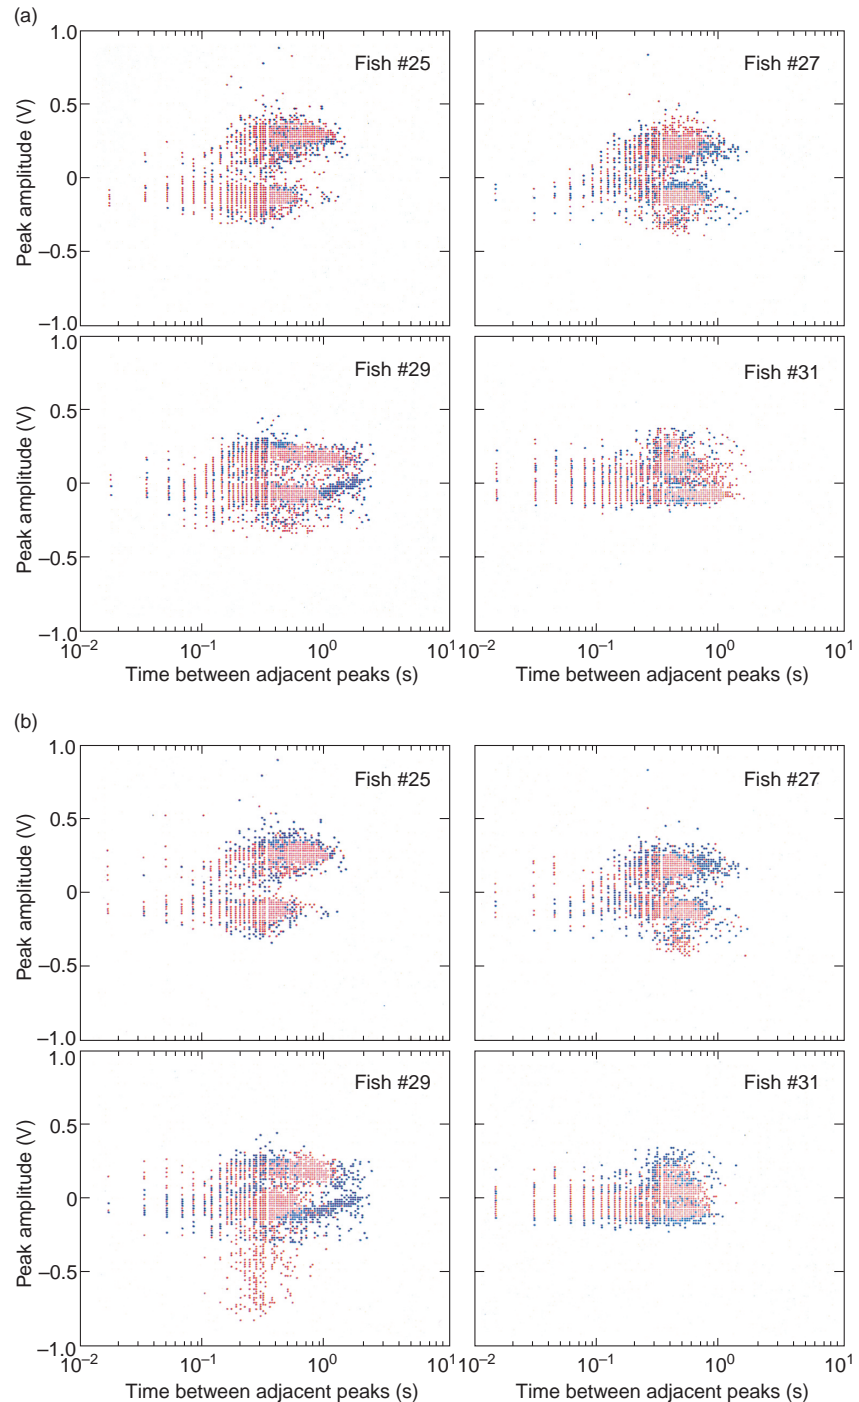 (a)
1.0
0.5
0
−0.5
−1.0
Peak amplitude (V)
Fish #25
Fish #27
1.0
0.5
0
−0.5
−1.0
Peak amplitude (V)
Fish #29
Fish #31
10⁻² 10⁻¹ 10⁰ 10¹
10⁻² 10⁻¹ 10⁰ 10¹
Time between adjacent peaks (s)
Time between adjacent peaks (s)
(b)
1.0
0.5
0
−0.5
−1.0
Peak amplitude (V)
Fish #25
Fish #27
1.0
0.5
0
−0.5
−1.0
Peak amplitude (V)
Fish #29
Fish #31
10⁻² 10⁻¹ 10⁰ 10¹
10⁻² 10⁻¹ 10⁰ 10¹
Time between adjacent peaks (s)
Time between adjacent peaks (s)